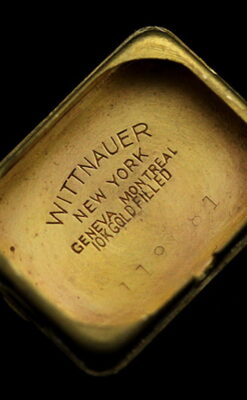 WITTNAUER
NEW YORK
GENEVA MONTREAL
10K GOLD FILLED